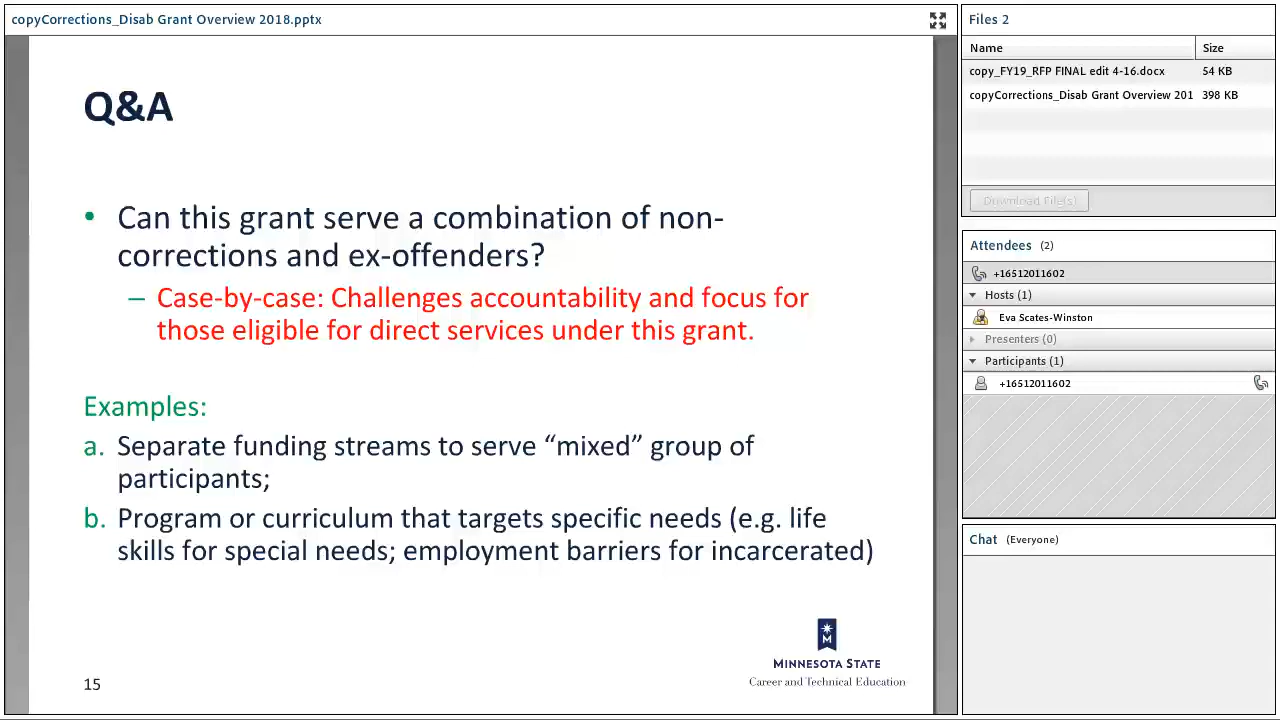 copyCorrections_Disab Grant Overview 2018.pptx
Q&A
• Can this grant serve a combination of non-
corrections and ex-offenders?
– Case-by-case: Challenges accountability and focus for
those eligible for direct services under this grant.
Examples:
a. Separate funding streams to serve “mixed” group of
participants;
b. Program or curriculum that targets specific needs (e.g. life
skills for special needs; employment barriers for incarcerated)
M
MINNESOTA STATE
Career and Technical Education
15
Files 2
Name Size
copy_FY19_RFP FINAL edit 4-16.docx 54 KB
copyCorrections_Disab Grant Overview 201 398 KB
Download File(s)
Attendees (2)
+16512011602
Hosts (1)
Eva Scates-Winston
Presenters (0)
Participants (1)
+16512011602
Chat (Everyone)